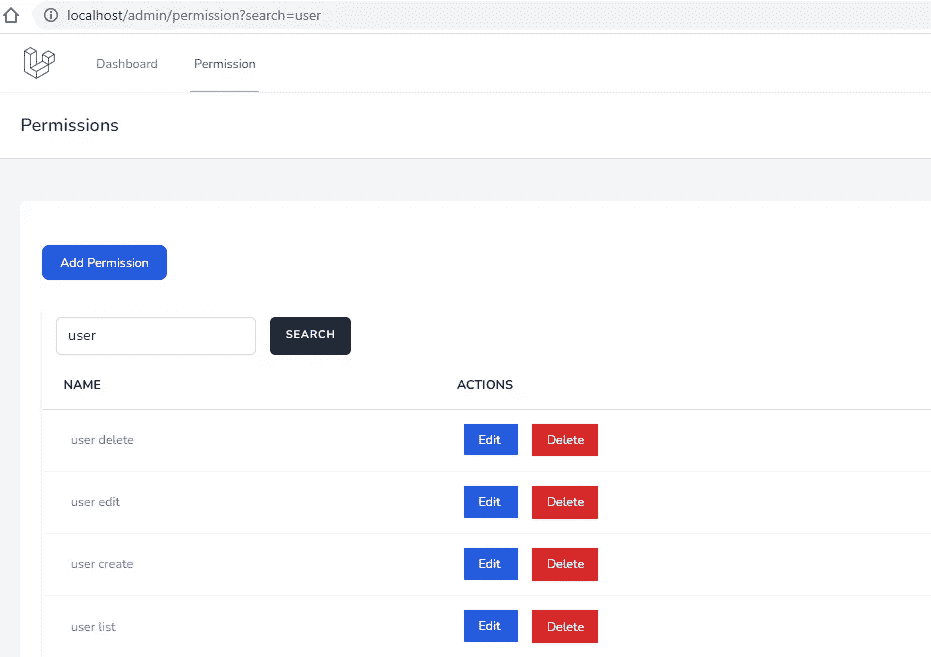 localhost/admin/permission?search=user
Dashboard Permission
Permissions
Add Permission
user SEARCH
NAME ACTIONS
user delete Edit Delete
user edit Edit Delete
user create Edit Delete
user list Edit Delete